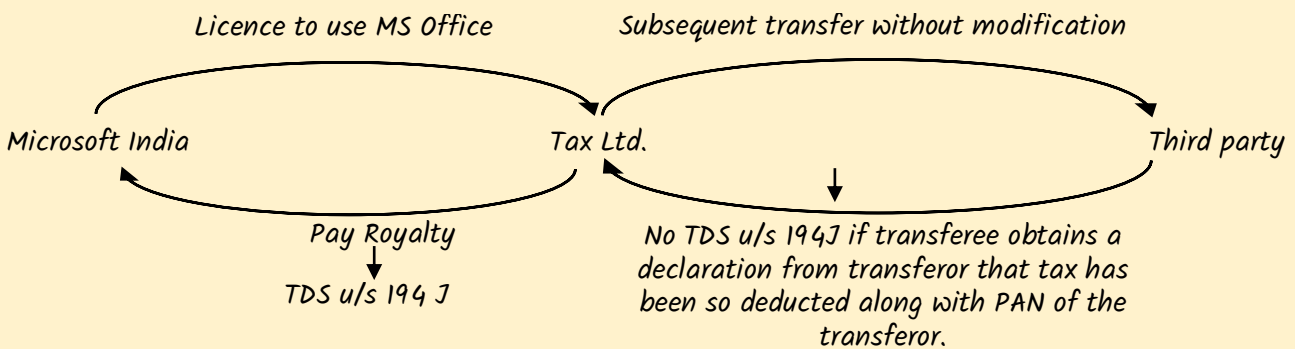 Licence to use MS Office
Subsequent transfer without modification
Microsoft India
Tax Ltd.
Third party
Pay Royalty
TDS u/s 194 J
No TDS u/s 194J if transferee obtains a
declaration from transferor that tax has
been so deducted along with PAN of the
transferor.